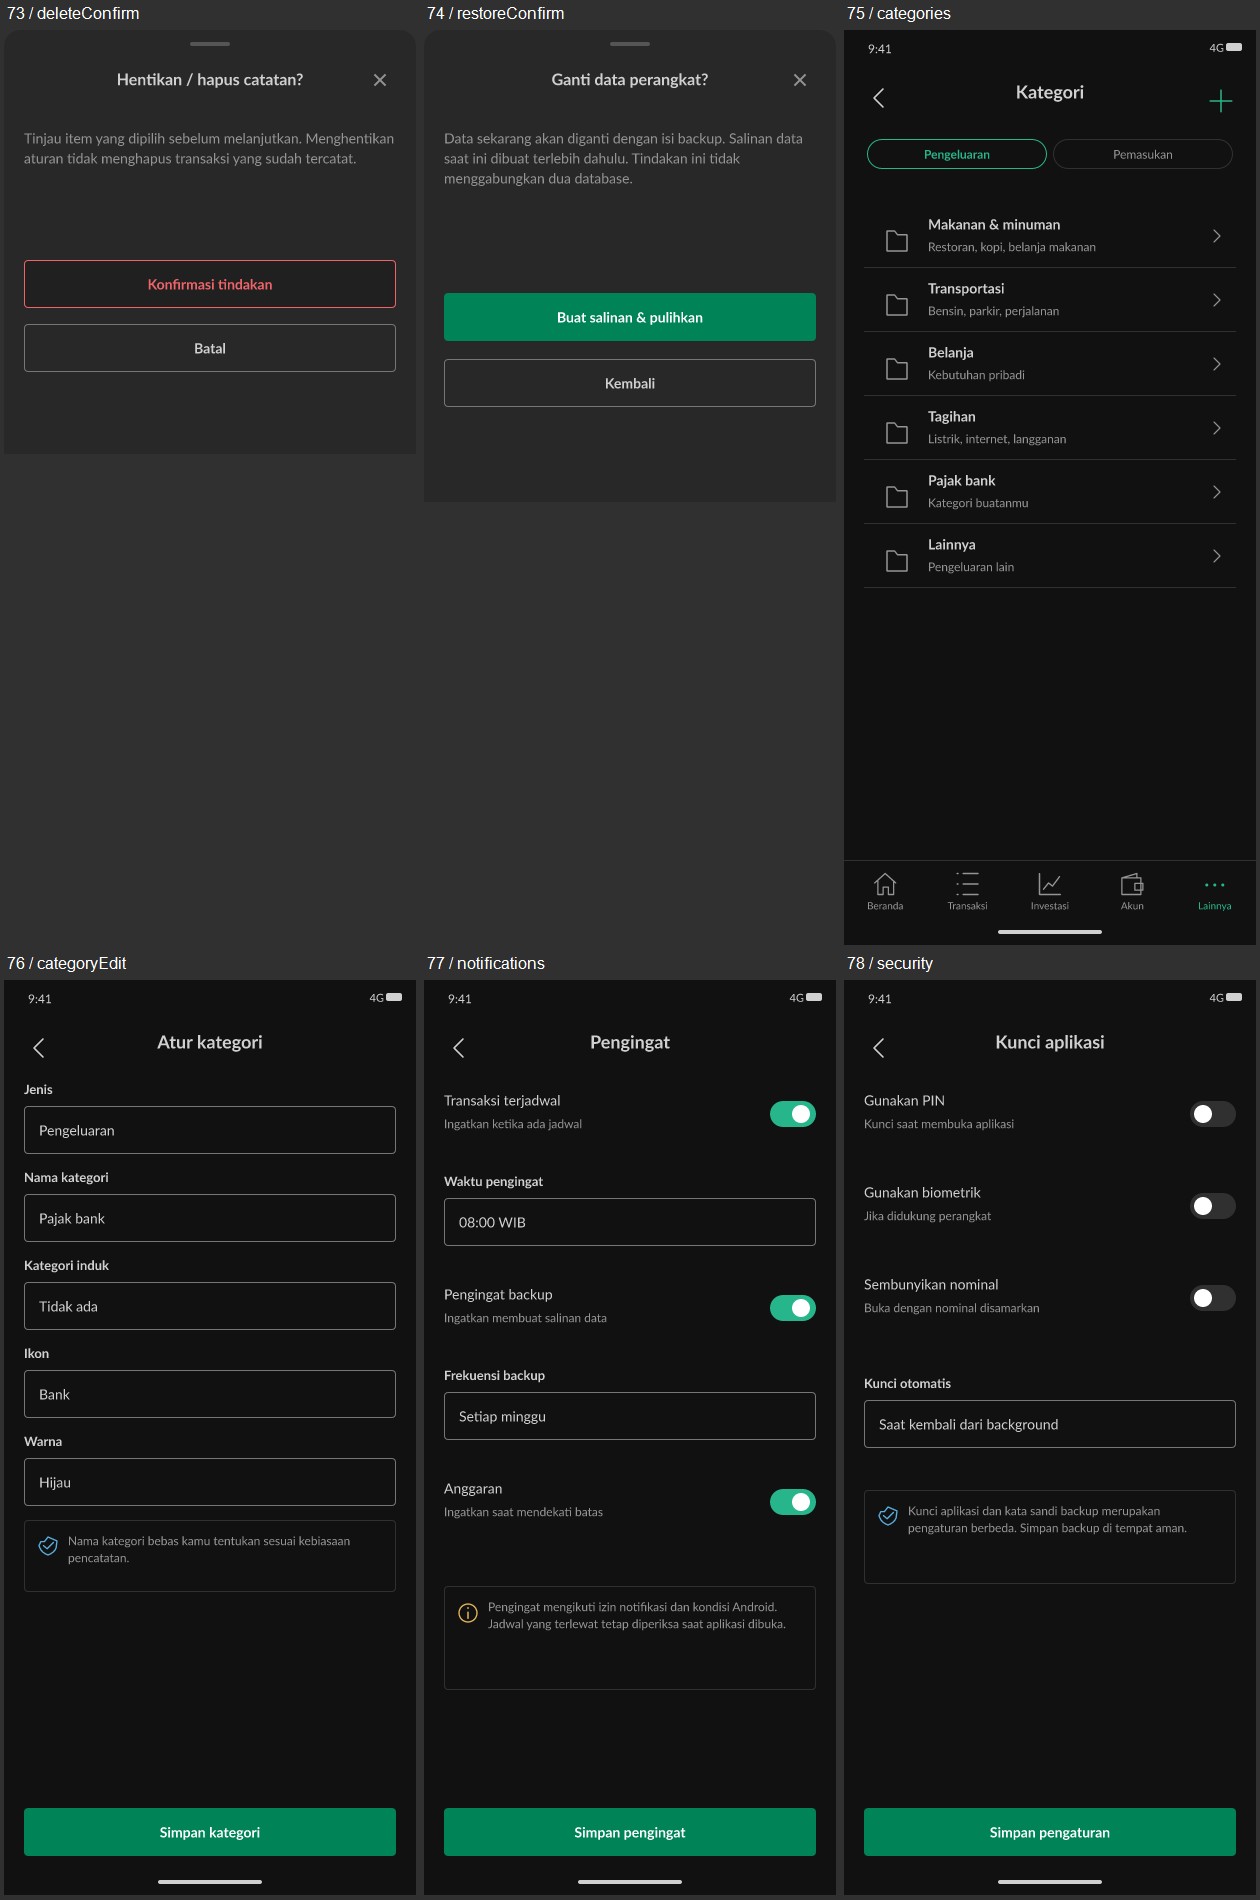 73 / deleteConfirm
Hentikan / hapus catatan?
Tinjau item yang dipilih sebelum melanjutkan. Menghentikan
aturan tidak menghapus transaksi yang sudah tercatat.
Konfirmasi tindakan
Batal
74 / restoreConfirm
Ganti data perangkat?
Data sekarang akan diganti dengan isi backup. Salinan data
saat ini dibuat terlebih dahulu. Tindakan ini tidak
menggabungkan dua database.
Buat salinan & pulihkan
Kembali
75 / categories
9:41
4G
Kategori
Pengeluaran
Pemasukan
Makanan & minuman
Restoran, kopi, belanja makanan
Transportasi
Bensin, parkir, perjalanan
Belanja
Kebutuhan pribadi
Tagihan
Listrik, internet, langganan
Pajak bank
Kategori buatanmu
Lainnya
Pengeluaran lain
Beranda
Transaksi
Investasi
Akun
Lainnya
76 / categoryEdit
9:41
4G
Atur kategori
Jenis
Pengeluaran
Nama kategori
Pajak bank
Kategori induk
Tidak ada
Ikon
Bank
Warna
Hijau
Nama kategori bebas kamu tentukan sesuai kebiasaan
pencatatan.
Simpan kategori
77 / notifications
9:41
4G
Pengingat
Transaksi terjadwal
Ingatkan ketika ada jadwal
Waktu pengingat
08:00 WIB
Pengingat backup
Ingatkan membuat salinan data
Frekuensi backup
Setiap minggu
Anggaran
Ingatkan saat mendekati batas
Pengingat mengikuti izin notifikasi dan kondisi Android.
Jadwal yang terlewat tetap diperiksa saat aplikasi dibuka.
Simpan pengingat
78 / security
9:41
4G
Kunci aplikasi
Gunakan PIN
Kunci saat membuka aplikasi
Gunakan biometrik
Jika didukung perangkat
Sembunyikan nominal
Buka dengan nominal disamarkan
Kunci otomatis
Saat kembali dari background
Kunci aplikasi dan kata sandi backup merupakan
pengaturan berbeda. Simpan backup di tempat aman.
Simpan pengaturan